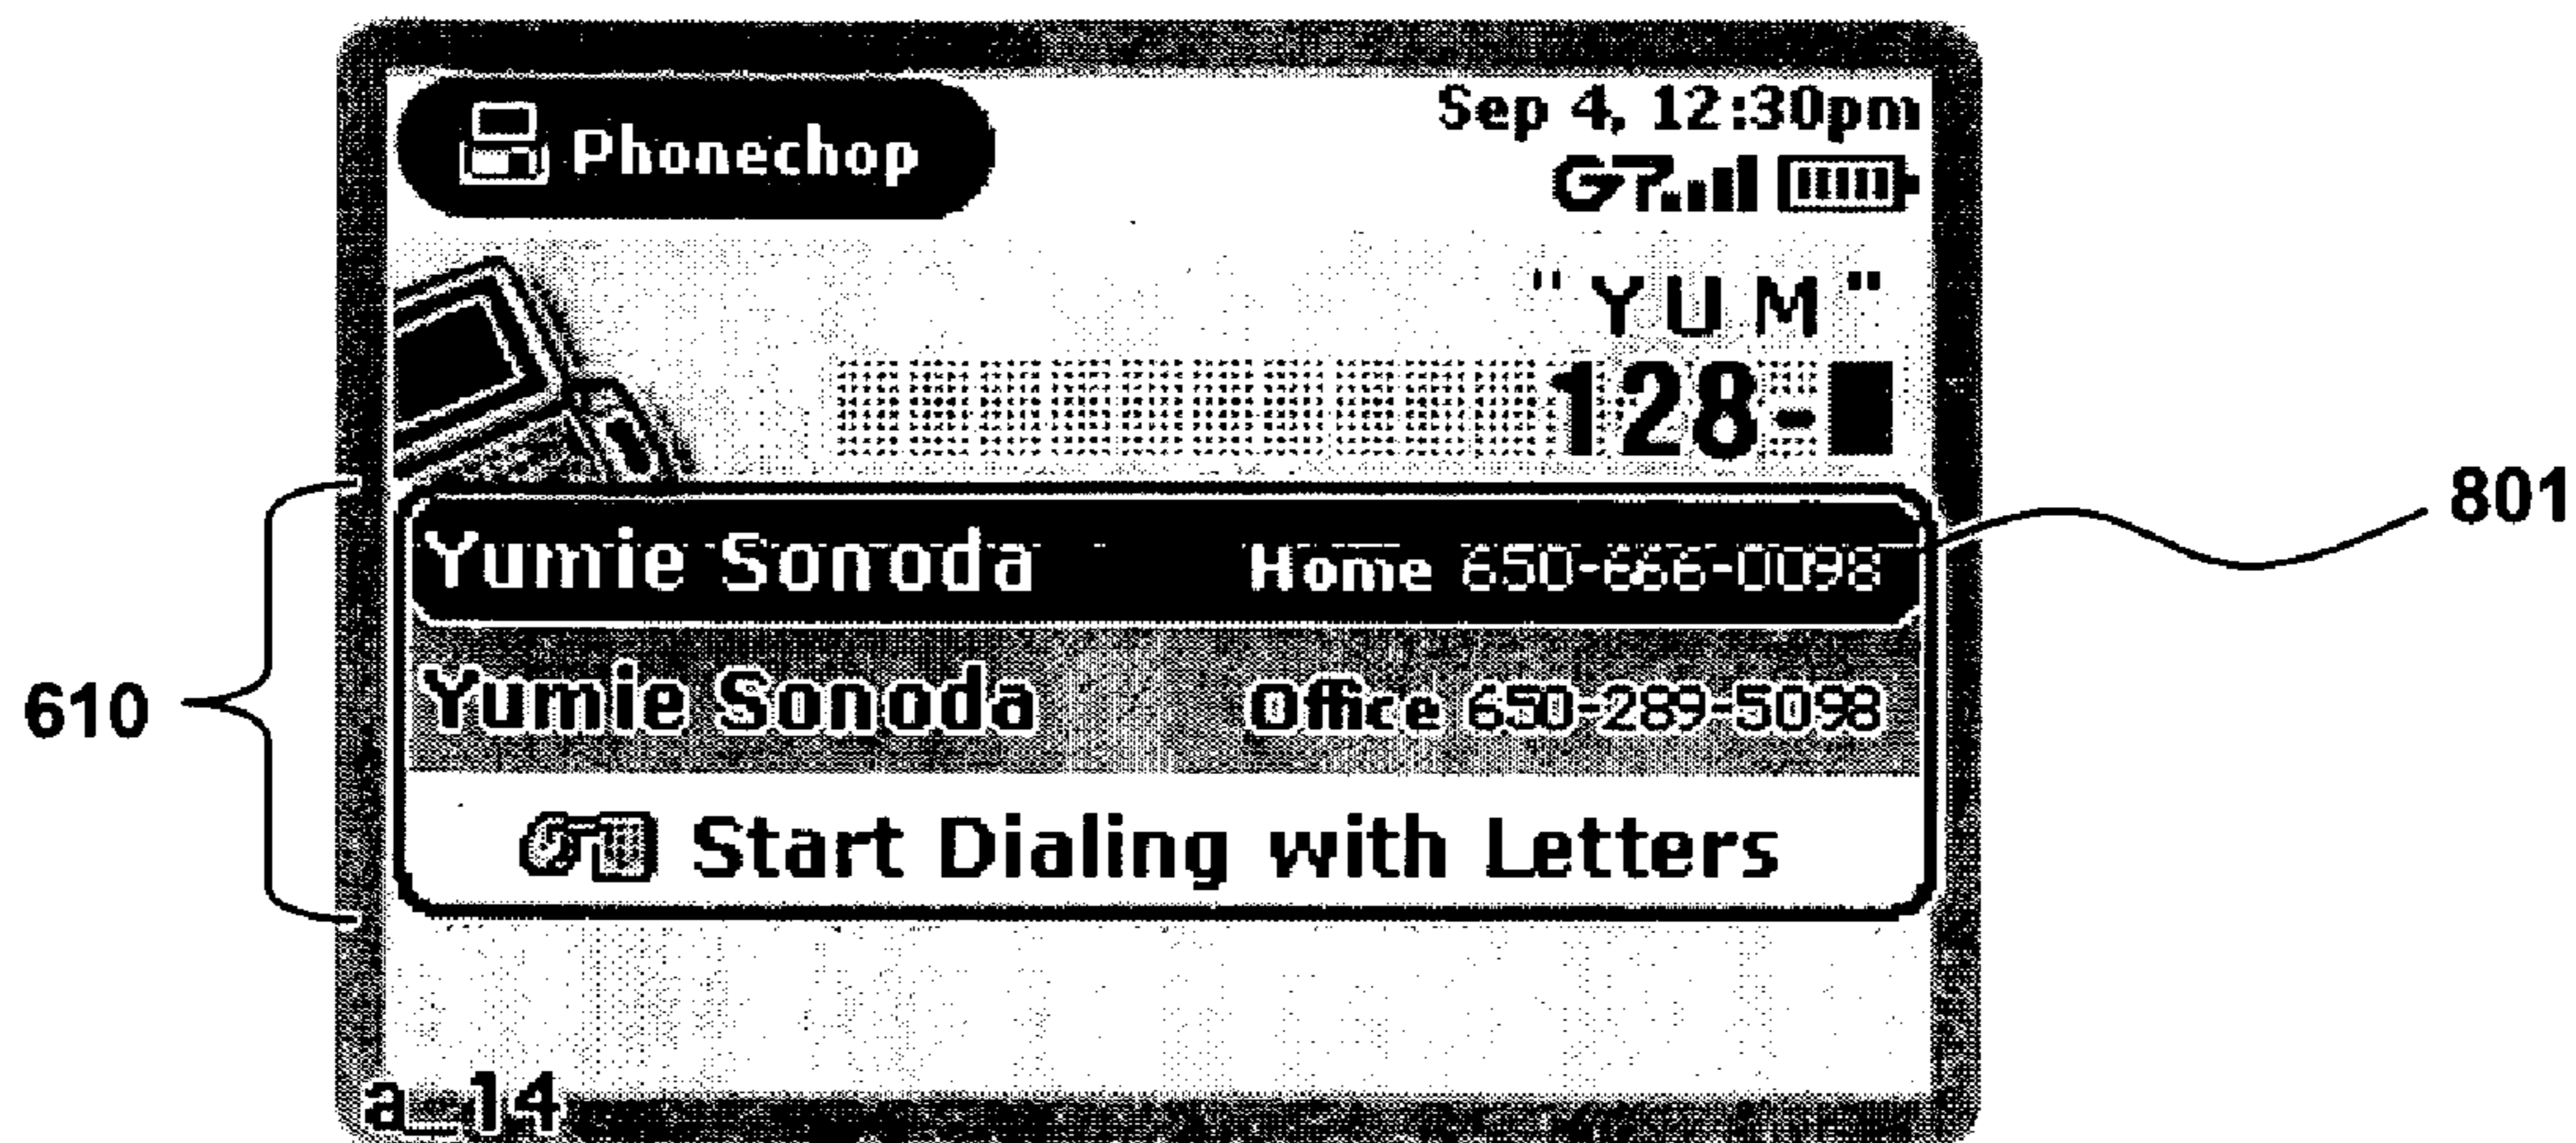 Phonechop
Sep 4, 12:30pm
"YUM"
128-
801
Yumie Sonoda Home 650-666-0098
610
Yumie Sonoda Office 650-289-5098
Start Dialing with Letters
a_14